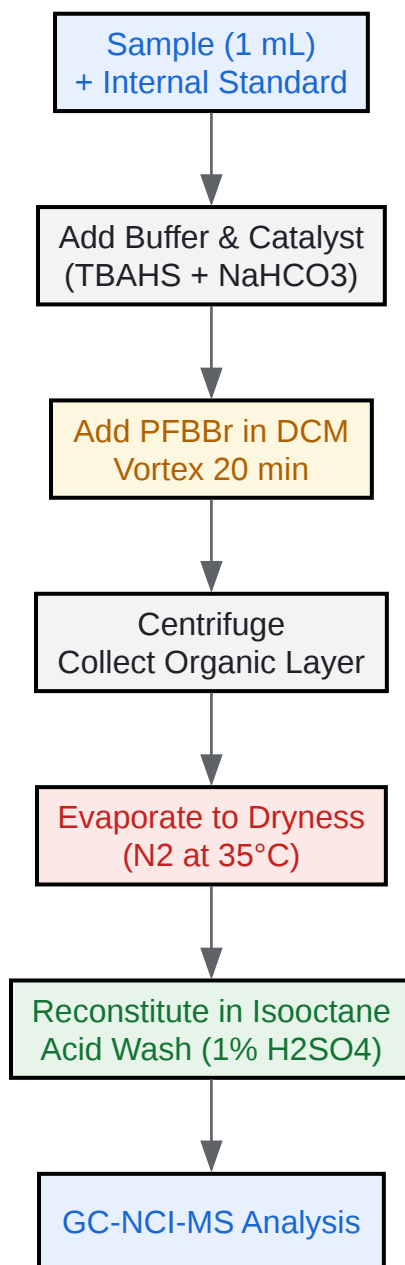 Sample (1 mL)
+ Internal Standard
Add Buffer & Catalyst
(TBAHS + NaHCO3)
Add PFBBr in DCM
Vortex 20 min
Centrifuge
Collect Organic Layer
Evaporate to Dryness
(N2 at 35°C)
Reconstitute in Isooctane
Acid Wash (1% H2SO4)
GC-NCI-MS Analysis